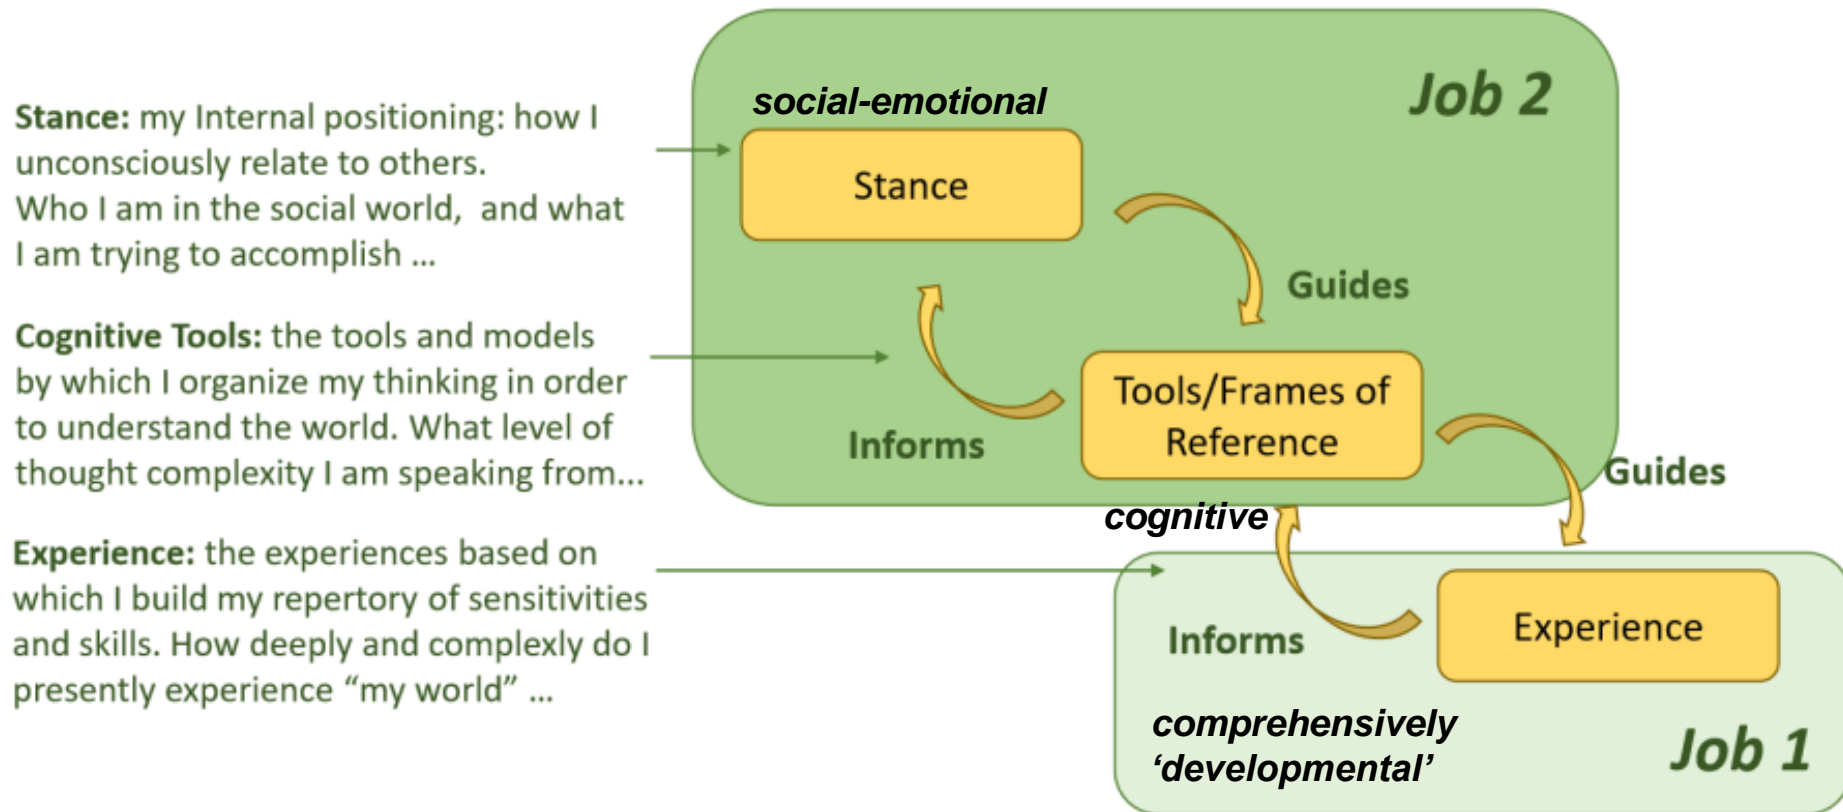 Stance: my Internal positioning: how I
unconsciously relate to others.
Who I am in the social world,  and what
I am trying to accomplish ...
Cognitive Tools: the tools and models
by which I organize my thinking in order
to understand the world. What level of
thought complexity I am speaking from...
Experience: the experiences based on
which I build my repertory of sensitivities
and skills. How deeply and complexly do I
presently experience “my world” ...
Job 2
social-emotional
Stance
Guides
Tools/Frames of
Reference
Informs
Guides
cognitive
Experience
Informs
comprehensively
‘developmental’
Job 1